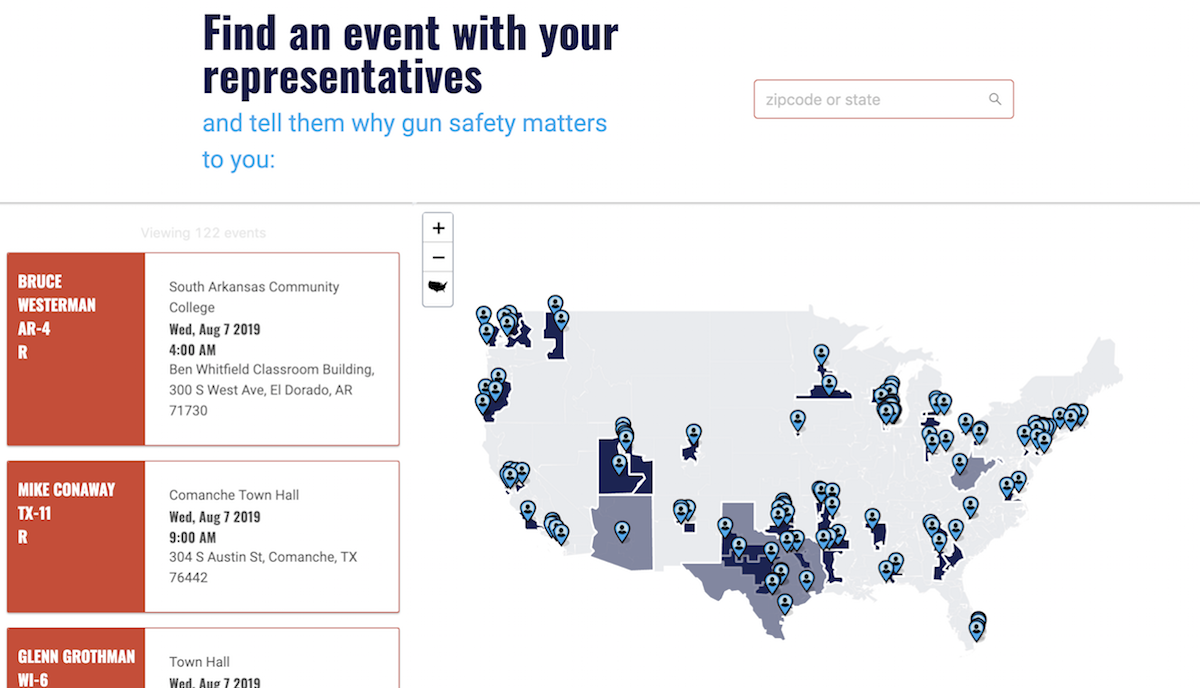 Find an event with your
representatives
and tell them why gun safety matters
to you:
zipcode or state
Viewing 122 events
BRUCE
WESTERMAN
AR-4
R
South Arkansas Community
College
Wed, Aug 7 2019
4:00 AM
Ben Whitfield Classroom Building,
300 S West Ave, El Dorado, AR
71730
MIKE CONAWAY
TX-11
R
Comanche Town Hall
Wed, Aug 7 2019
9:00 AM
304 S Austin St, Comanche, TX
76442
GLENN GROTHMAN
WI-6
Town Hall
Wed, Aug 7 2019
+
−